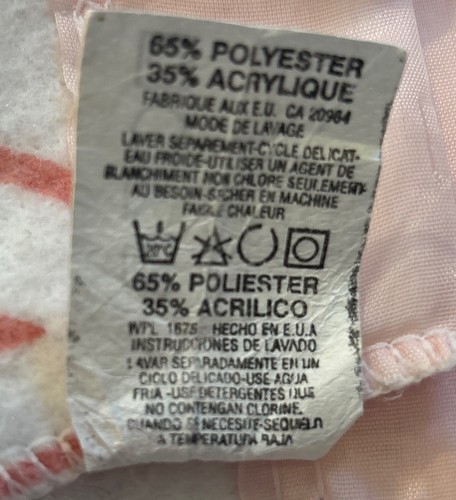 65% POLYESTER
35% ACRYLIQUE
FABRIQUE AUX E.U. CA 20964
MODE DE LAVAGE
LAVER SEPAREMENT-CYCLE DELICAT-
EAU FROIDE-UTILISER UN AGENT DE
BLANCHIMENT NON CHLORE SEULEMENT
AU BESOIN-SECHER EN MACHINE
FAIBLE CHALEUR
65% POLIESTER
35% ACRILICO
WPL 1675 HECHO EN E.U.A
INSTRUCCIONES DE LAVADO
LAVAR SEPARADAMENTE EN UN
CICLO DELICADO-USE AGUA
FRIA -USE DETERGENTES QUE
NO CONTENGAN CLORINE.
CUANDO SE NECESITE-SEQUELO
A TEMPERATURA BAJA